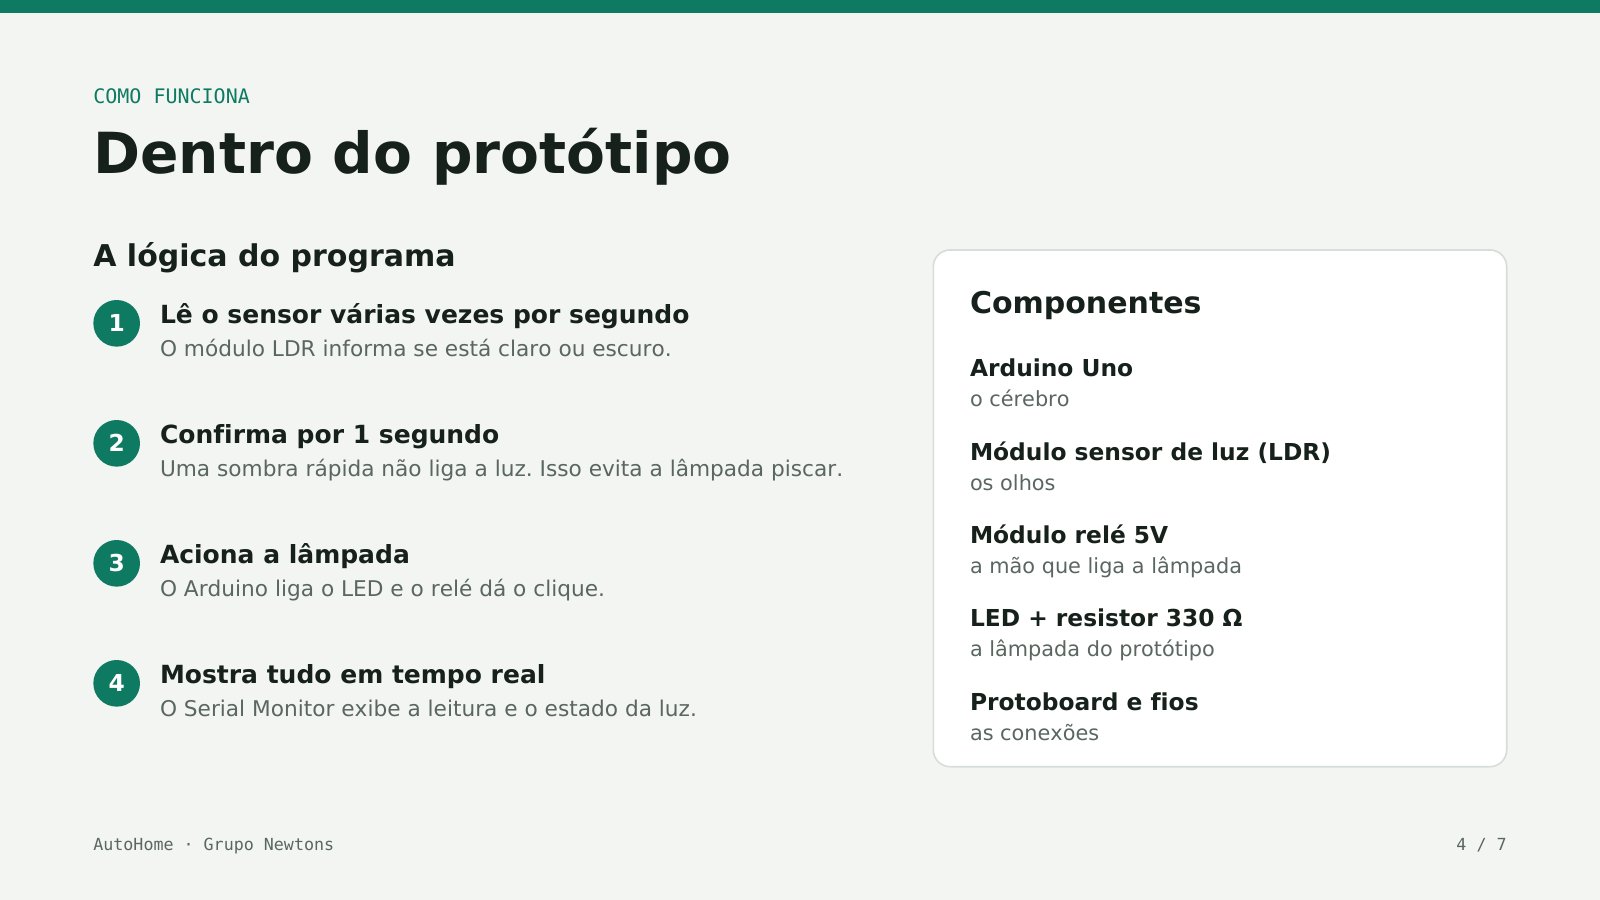 COMO FUNCIONA
Dentro do protótipo
A lógica do programa
1
Lê o sensor várias vezes por segundo
O módulo LDR informa se está claro ou escuro.
2
Confirma por 1 segundo
Uma sombra rápida não liga a luz. Isso evita a lâmpada piscar.
3
Aciona a lâmpada
O Arduino liga o LED e o relé dá o clique.
4
Mostra tudo em tempo real
O Serial Monitor exibe a leitura e o estado da luz.
Componentes
Arduino Uno
o cérebro
Módulo sensor de luz (LDR)
os olhos
Módulo relé 5V
a mão que liga a lâmpada
LED + resistor 330 Ω
a lâmpada do protótipo
Protoboard e fios
as conexões
AutoHome · Grupo Newtons
4 / 7